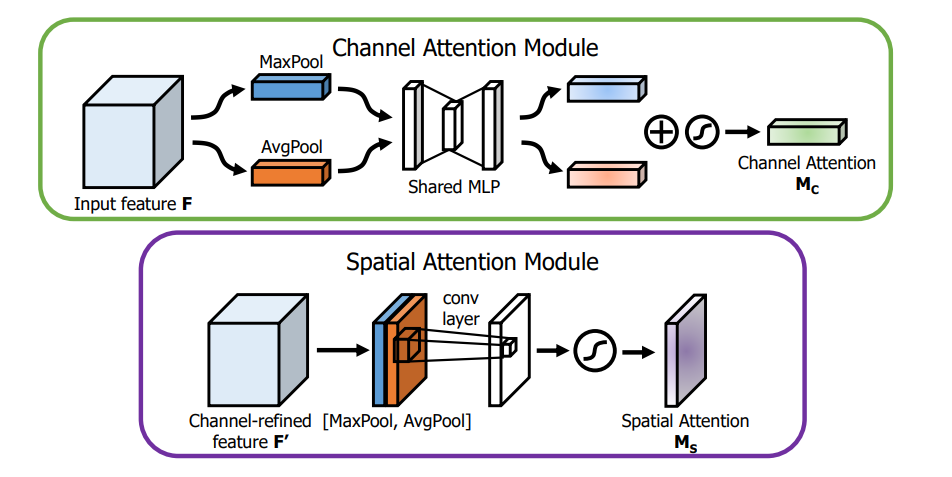 Channel Attention Module
MaxPool
AvgPool
Shared MLP
Input feature F
Channel Attention
MC
Spatial Attention Module
conv
layer
Channel-refined
feature F’
[MaxPool, AvgPool]
Spatial Attention
MS